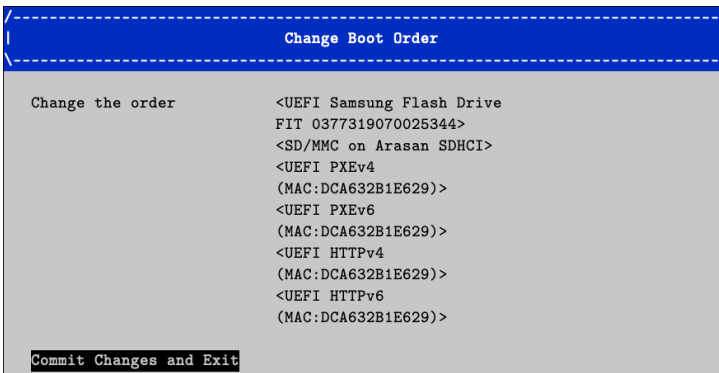 /---------------------------------------------------------------------------
| Change Boot Order
\---------------------------------------------------------------------------
Change the order <UEFI Samsung Flash Drive
FIT 0377319070025344>
<SD/MMC on Arasan SDHCI>
<UEFI PXEv4
(MAC:DCA632B1E629)>
<UEFI PXEv6
(MAC:DCA632B1E629)>
<UEFI HTTPv4
(MAC:DCA632B1E629)>
<UEFI HTTPv6
(MAC:DCA632B1E629)>
Commit Changes and Exit